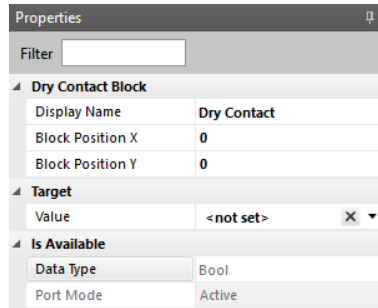 Properties
Filter
Dry Contact Block
Display Name Dry Contact
Block Position X 0
Block Position Y 0
Target
Value <not set>
Is Available
Data Type Bool
Port Mode Active